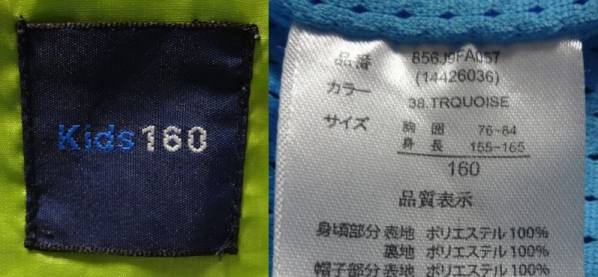 Kids 160
品番 856J9FA057
(14426036)
カラー
38.TRQUOISE
サイズ
胸囲 76-84
身長 155-165
160
品質表示
身頃部分 表地 ポリエステル100%
裏地 ポリエステル100%
帽子部分 表地 ポリエステル100%